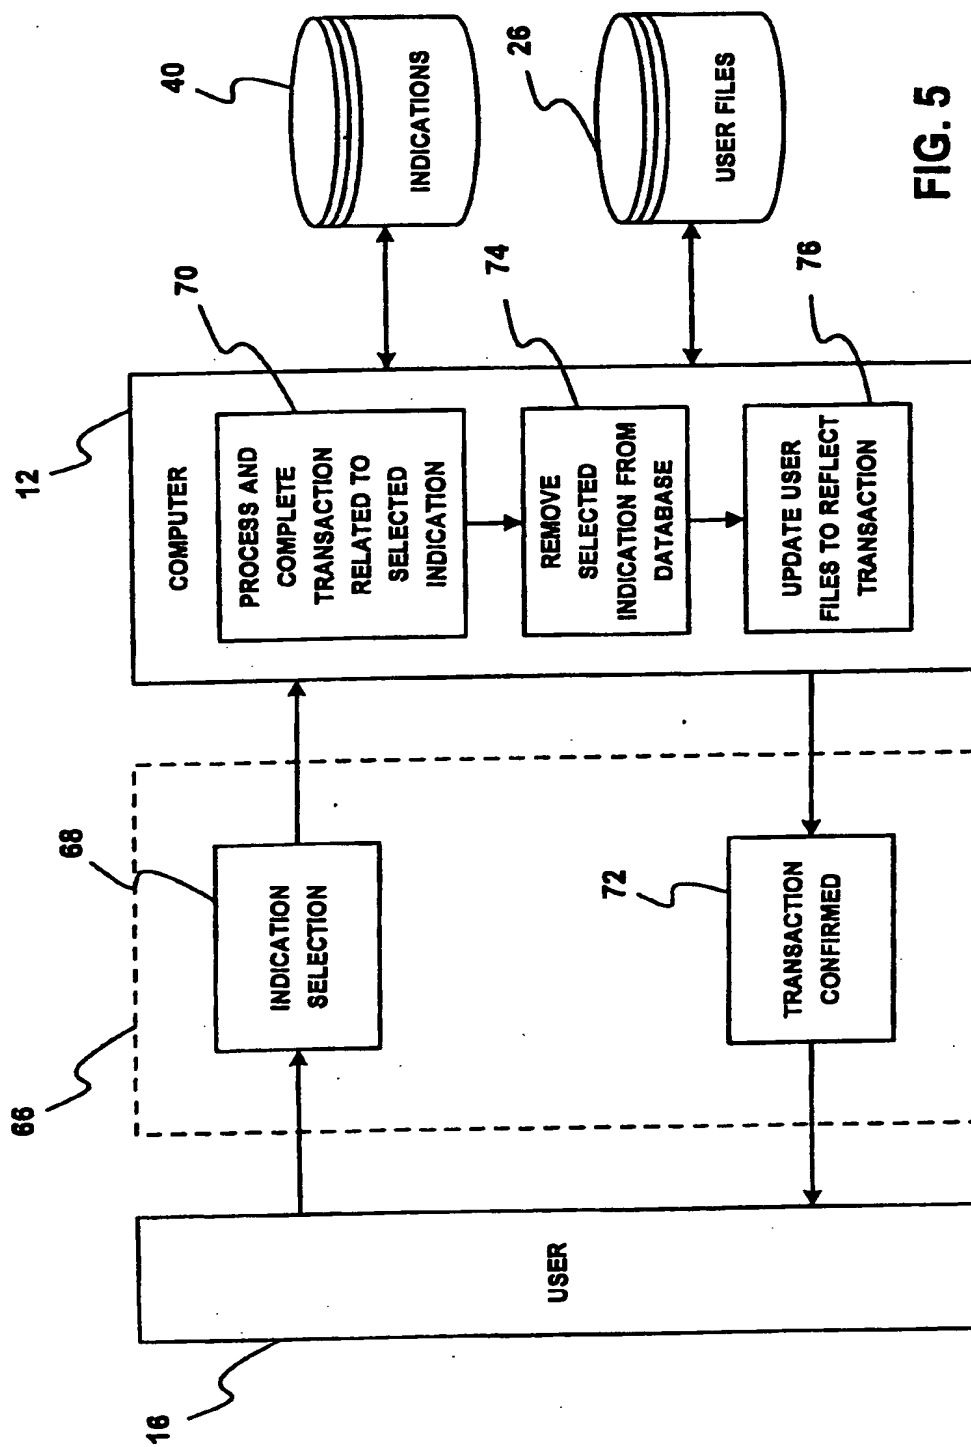 16
USER
66
68
INDICATION
SELECTION
72
TRANSACTION
CONFIRMED
12
COMPUTER
70
PROCESS AND
COMPLETE
TRANSACTION
RELATED TO
SELECTED
INDICATION
74
REMOVE
SELECTED
INDICATION FROM
DATABASE
76
UPDATE USER
FILES TO REFLECT
TRANSACTION
40
INDICATIONS
26
USER FILES
FIG. 5